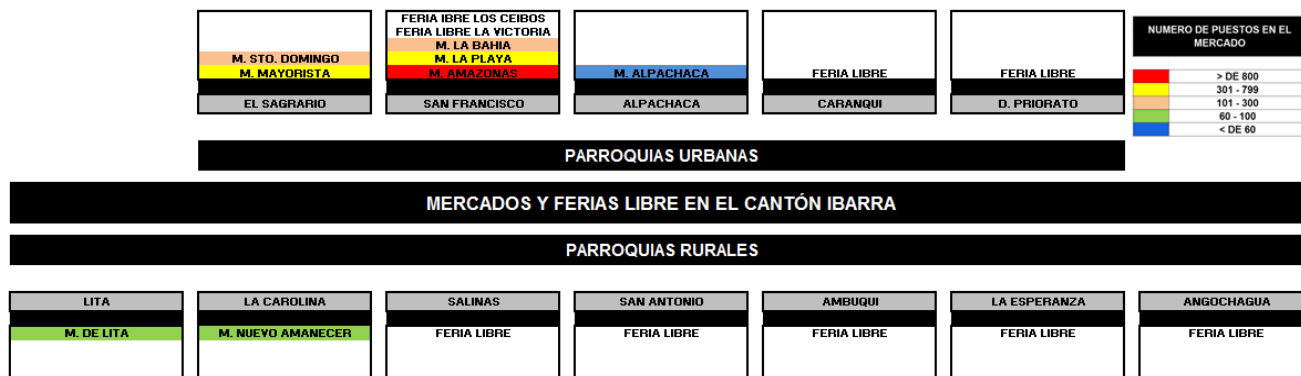 FERIA IBRE LOS CEIBOS
FERIA LIBRE LA VICTORIA
M. STO. DOMINGO
M. MAYORISTA
EL SAGRARIO
M. LA BAHIA
M. LA PLAYA
M. AMAZONAS
SAN FRANCISCO
M. ALPACHACA
ALPACHACA
FERIA LIBRE
CARANQUI
FERIA LIBRE
D. PRIORATO
NUMERO DE PUESTOS EN EL
MERCADO
> DE 800
301 - 799
101 - 300
60 - 100
< DE 60
PARROQUIAS URBANAS
MERCADOS Y FERIAS LIBRE EN EL CANTÓN IBARRA
PARROQUIAS RURALES
LITA
M. DE LITA
LA CAROLINA
M. NUEVO AMANECER
SALINAS
FERIA LIBRE
SAN ANTONIO
FERIA LIBRE
AMBUQUI
FERIA LIBRE
LA ESPERANZA
FERIA LIBRE
ANGOCHAGUA
FERIA LIBRE